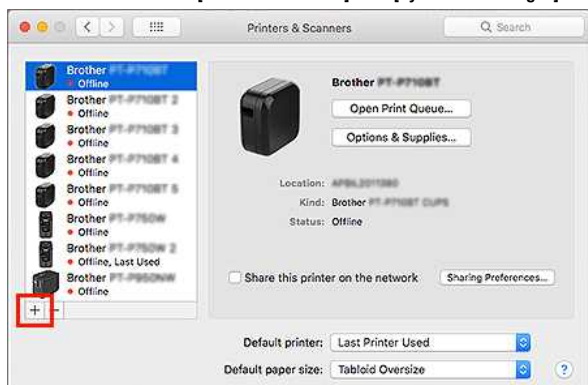 Printers & Scanners
Search
Brother
Offline
Brother
Offline
Brother
Offline
Brother
Offline
Brother
Offline
Brother
Offline
Brother
Offline, Last Used
Brother
Offline
+ −
Brother
Open Print Queue...
Options & Supplies...
Location:
Kind: Brother
Status: Offline
Share this printer on the network
Sharing Preferences...
Default printer: Last Printer Used
Default paper size: Tabloid Oversize
?